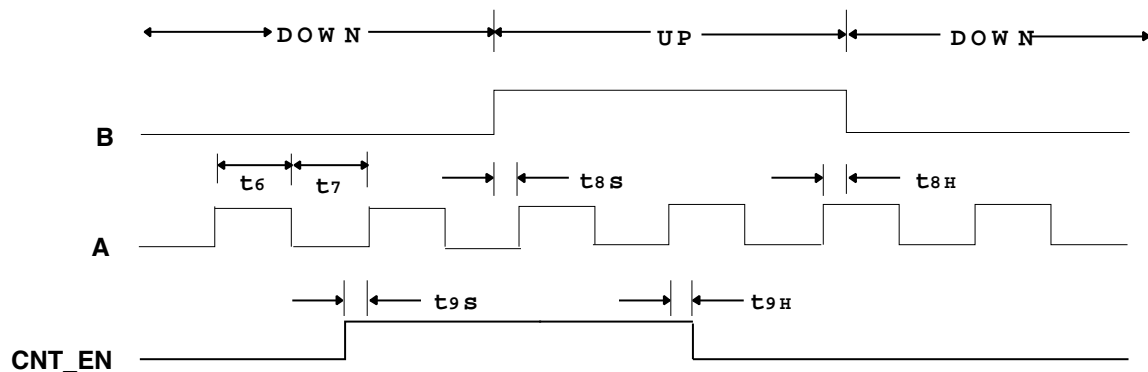 DOWN UP DOWN
B
t6 t7 t8S t8H
A
t9S t9H
CNT_EN